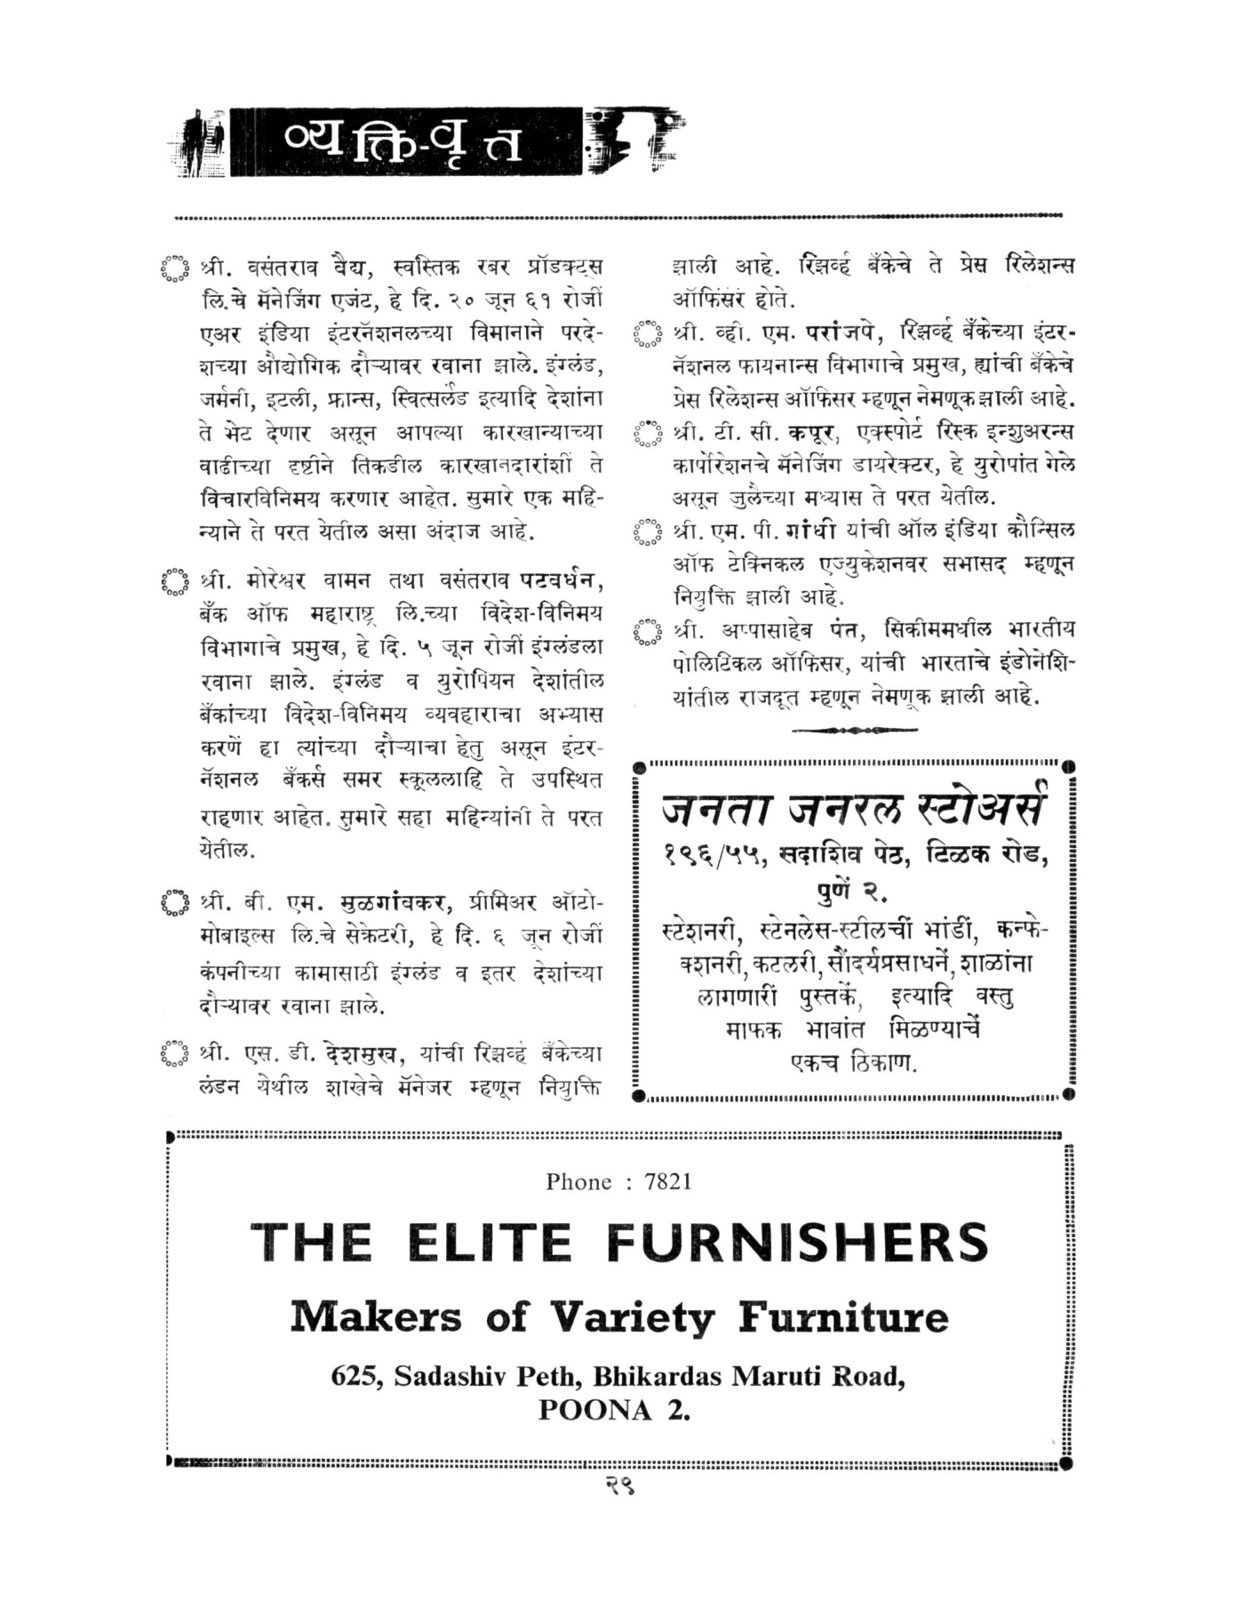 व्यक्ति-वृत्त
श्री. वसंतराव वैद्य, स्वस्तिक रबर प्रॉडक्ट्स
लि.चे मॅनेजिंग एजंट, हे दि. २० जून ६१ रोजीं
एअर इंडिया इंटरनॅशनलच्या विमानाने परदे-
शच्या औद्योगिक दौऱ्यावर रवाना झाले. इंग्लंड,
जर्मनी, इटली, फ्रान्स, स्वित्सर्लंड इत्यादि देशांना
ते भेट देणार असून आपल्या कारखान्याच्या
वाढीच्या दृष्टीने तिकडील कारखानदारांशीं ते
विचारविनिमय करणार आहेत. सुमारे एक महि-
न्याने ते परत येतील असा अंदाज आहे.
श्री. मोरेश्वर वामन तथा वसंतराव पटवर्धन,
बँक ऑफ महाराष्ट्र लि.च्या विदेश-विनिमय
विभागाचे प्रमुख, हे दि. ५ जून रोजीं इंग्लंडला
रवाना झाले. इंग्लंड व युरोपियन देशांतील
बँकांच्या विदेश-विनिमय व्यवहाराचा अभ्यास
करणें हा त्यांच्या दौऱ्याचा हेतु असून इंटर-
नॅशनल बँकर्स समर स्कूललाहि ते उपस्थित
राहणार आहेत. सुमारे सहा महिन्यांनी ते परत
येतील.
श्री. बी. एम. मुळगांवकर, प्रीमिअर ऑटो-
मोबाइल्स लि.चे सेक्रेटरी, हे दि. ६ जून रोजीं
कंपनीच्या कामासाठी इंग्लंड व इतर देशांच्या
दौऱ्यावर रवाना झाले.
श्री. एस. डी. देशमुख, यांची रिझर्व्ह बँकेच्या
लंडन येथील शाखेचे मॅनेजर म्हणून नियुक्ति
झाली आहे. रिझर्व्ह बँकेचे ते प्रेस रिलेशन्स
ऑफिसर होते.
श्री. व्ही. एम. परांजपे, रिझर्व्ह बँकेच्या इंटर-
नॅशनल फायनान्स विभागाचे प्रमुख, ह्यांची बँकेचे
प्रेस रिलेशन्स ऑफिसर म्हणून नेमणूक झाली आहे.
श्री. टी. सी. कपूर, एक्स्पोर्ट रिस्क इन्शुअरन्स
कार्पोरेशनचे मॅनेजिंग डायरेक्टर, हे युरोपांत गेले
असून जुलैच्या मध्यास ते परत येतील.
श्री. एम. पी. गांधी यांची ऑल इंडिया कौन्सिल
ऑफ टेक्निकल एज्युकेशनवर सभासद म्हणून
नियुक्ति झाली आहे.
श्री. अप्पासाहेब पंत, सिकीममधील भारतीय
पोलिटिकल ऑफिसर, यांची भारताचे इंडोनेशि-
यांतील राजदूत म्हणून नेमणूक झाली आहे.
जनता जनरल स्टोअर्स
१९६/५५, सदाशिव पेठ, टिळक रोड,
पुणें २.
स्टेशनरी, स्टेनलेस-स्टीलचीं भांडीं, कन्फे-
क्शनरी, कटलरी, सौंदर्यप्रसाधनें, शाळांना
लागणारीं पुस्तकें, इत्यादि वस्तु
माफक भावांत मिळण्याचें
एकच ठिकाण.
Phone : 7821
THE ELITE FURNISHERS
Makers of Variety Furniture
625, Sadashiv Peth, Bhikardas Maruti Road,
POONA 2.
२९